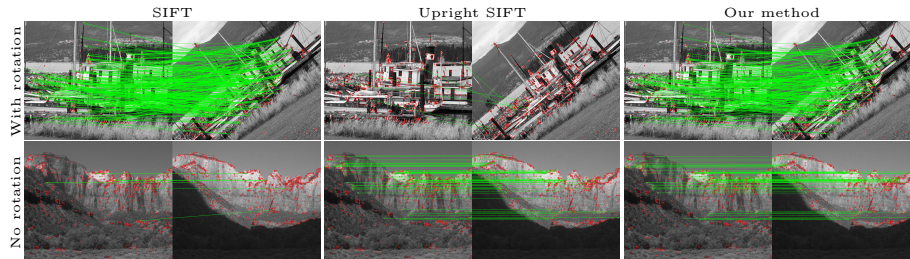 SIFT
Upright SIFT
Our method
With rotation
No rotation